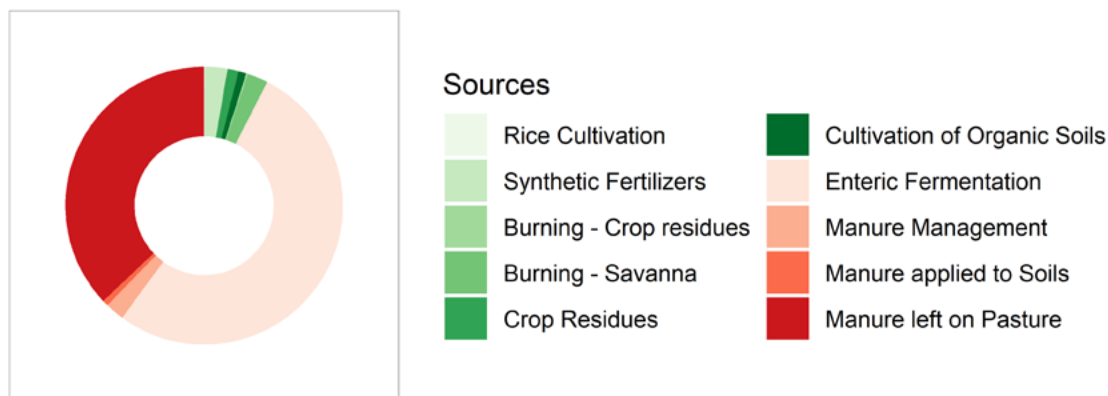 Sources
Rice Cultivation
Synthetic Fertilizers
Burning - Crop residues
Burning - Savanna
Crop Residues
Cultivation of Organic Soils
Enteric Fermentation
Manure Management
Manure applied to Soils
Manure left on Pasture